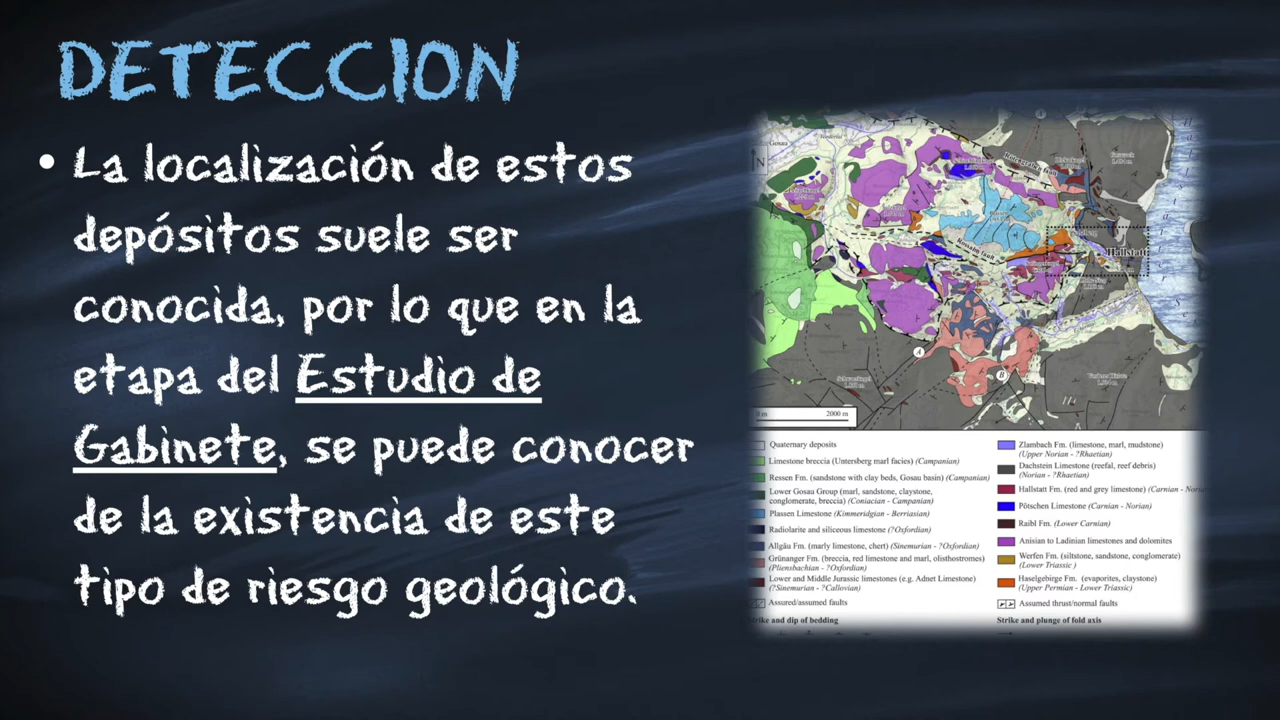 DETECCION
• La localización de estos
depósitos suele ser
conocida, por lo que en la
etapa del Estudio de
Gabinete, se puede conocer
de la existencia de este
tipo de riesgo geológico.
Hallstatt
A
B
2000 m
Quaternary deposits
Limestone breccia (Untersberg marl facies) (Campanian)
Ressen Fm. (sandstone with clay beds, Gosau basin) (Campanian)
Lower Gosau Group (marl, sandstone, claystone,
conglomerate, breccia) (Coniacian - Campanian)
Plassen Limestone (Kimmeridgian - Berriasian)
Radiolarite and siliceous limestone (?Oxfordian)
Allgäu Fm. (marly limestone, chert) (Sinemurian - ?Oxfordian)
Grünanger Fm. (breccia, red limestone and marl, olisthostromes)
(Pliensbachian - ?Oxfordian)
Lower and Middle Jurassic limestones (e.g. Adnet Limestone)
(?Sinemurian - ?Callovian)
Assured/assumed faults
rike and dip of bedding
Zlambach Fm. (limestone, marl, mudstone)
(Upper Norian - ?Rhaetian)
Dachstein Limestone (reefal, reef debris)
(Norian - ?Rhaetian)
Hallstatt Fm. (red and grey limestone) (Carnian - Nor
Pötschen Limestone (Carnian - Norian)
Raibl Fm. (Lower Carnian)
Anisian to Ladinian limestones and dolomites
Werfen Fm. (siltstone, sandstone, conglomerate)
(Lower Triassic )
Haselgebirge Fm. (evaporites, claystone)
(Upper Permian - Lower Triassic)
Assumed thrust/normal faults
Strike and plunge of fold axis